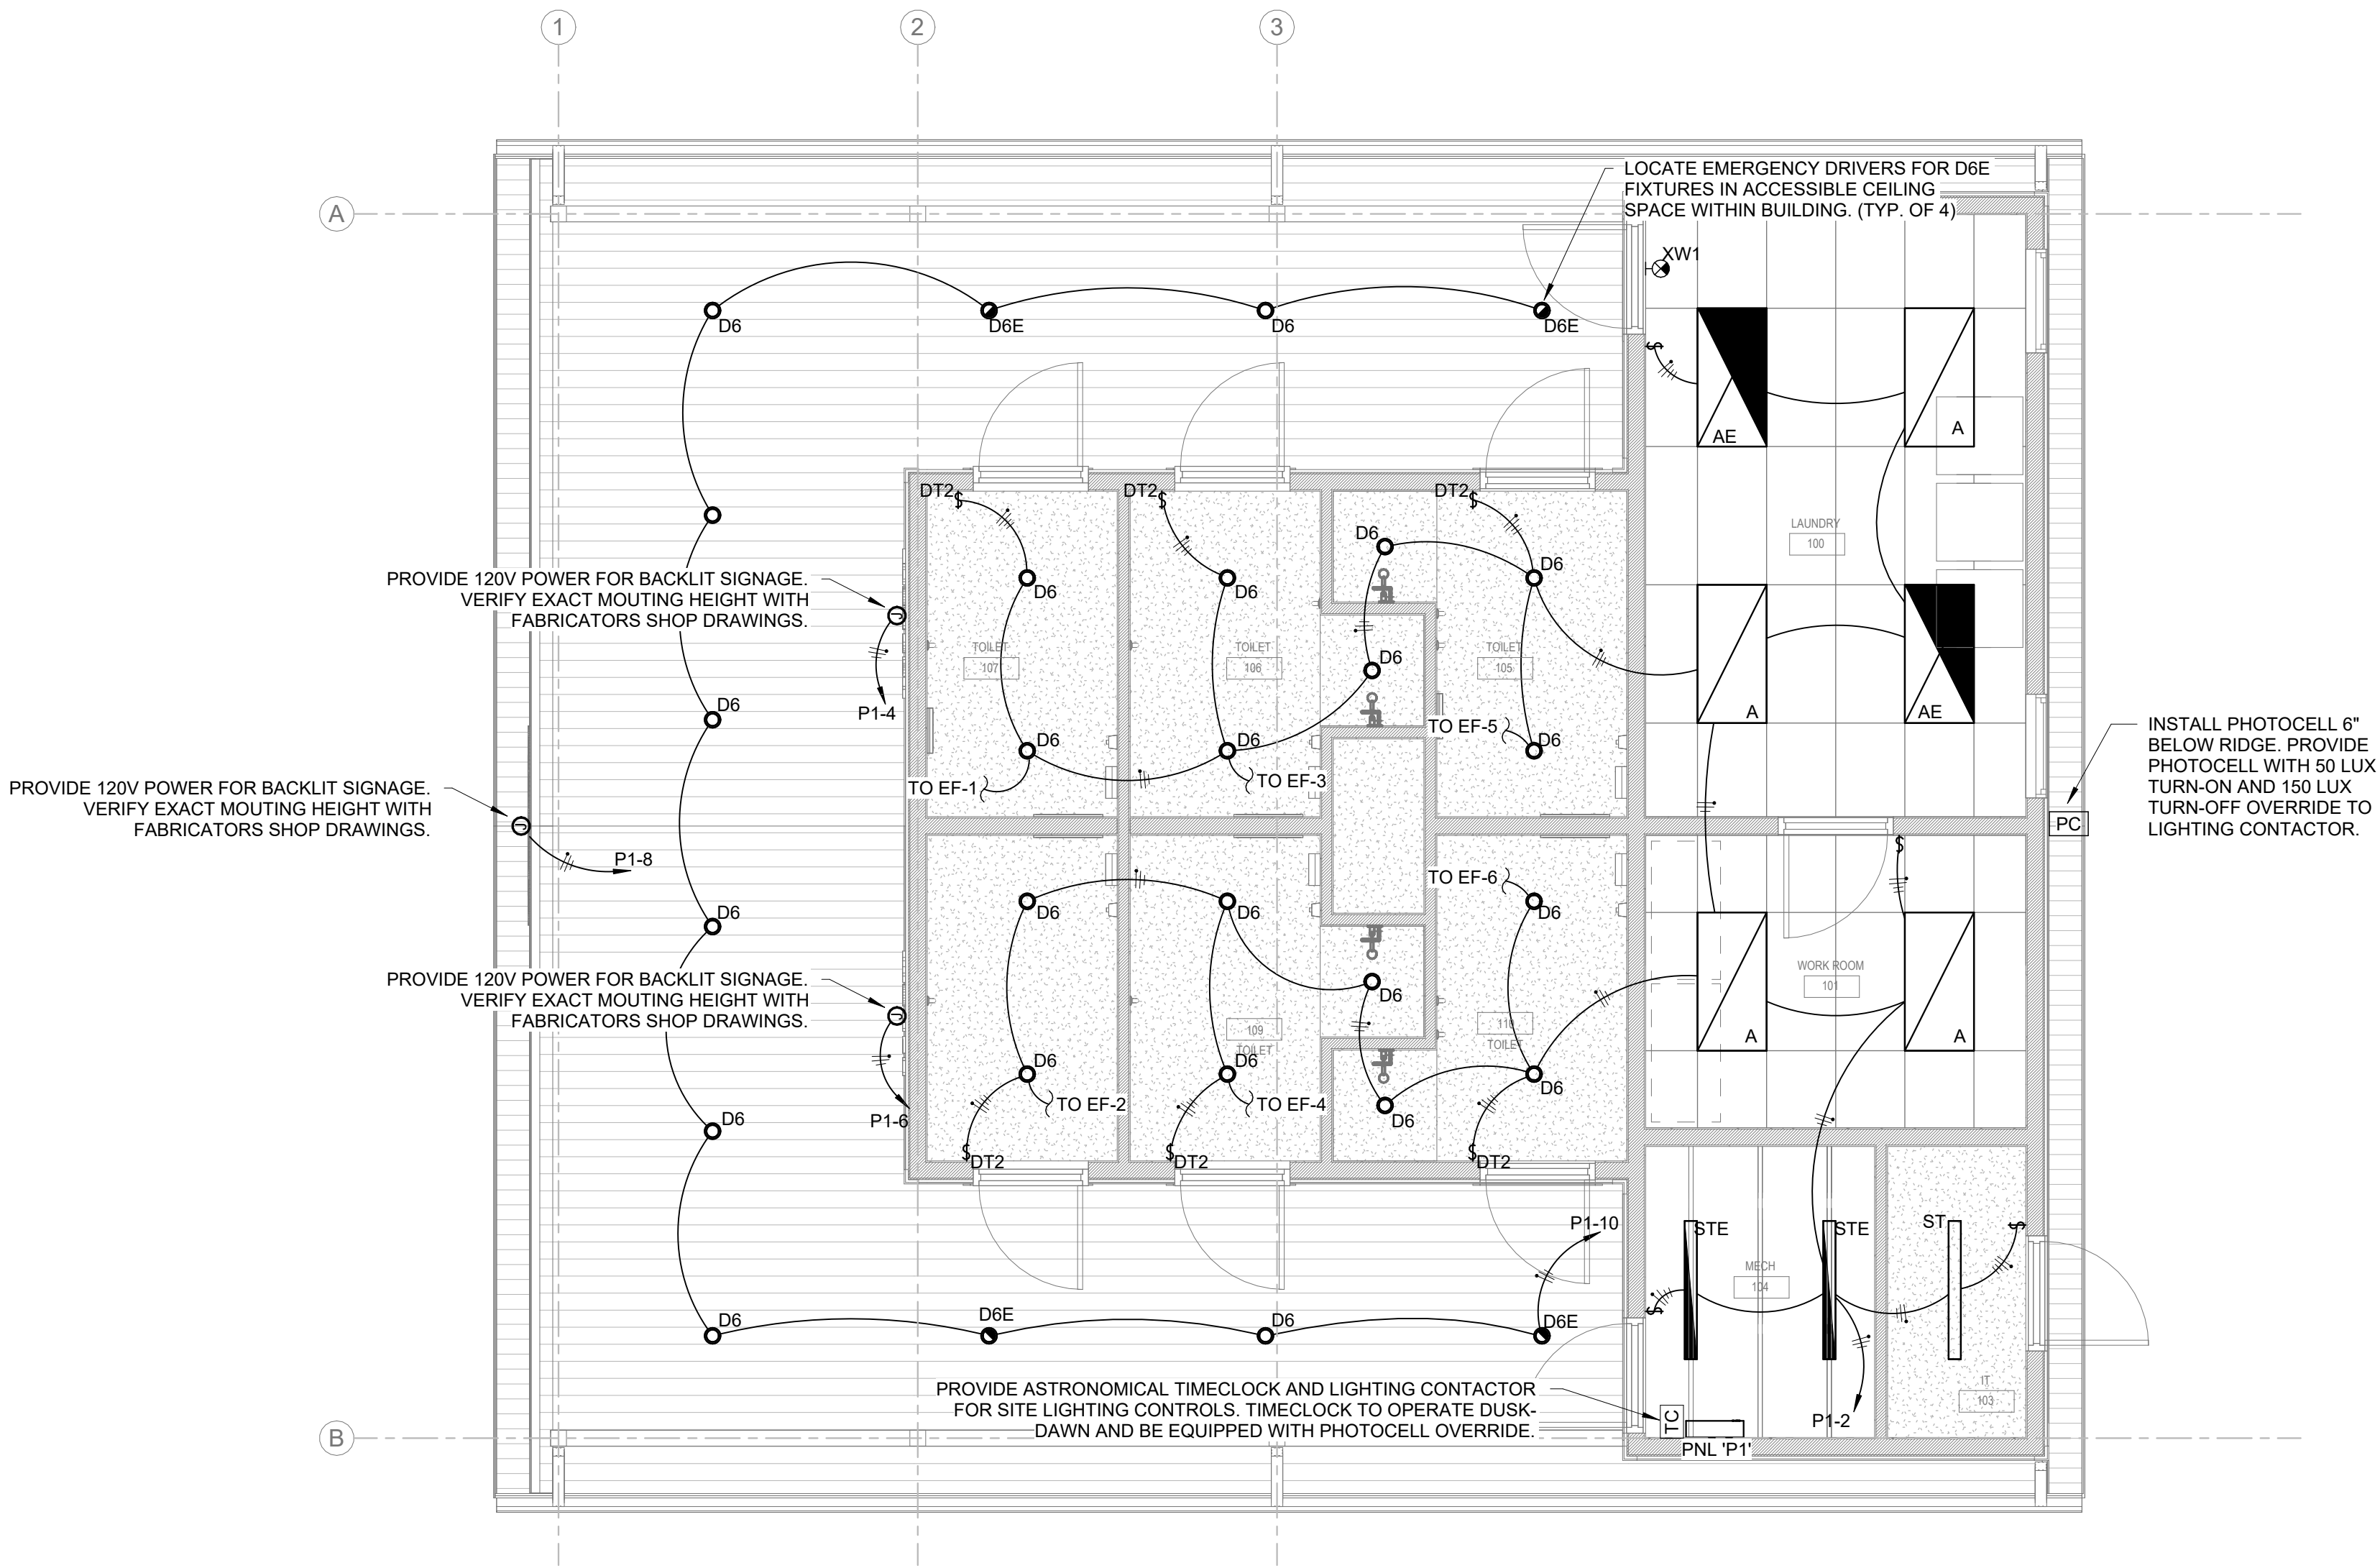 1
2
3
A
LOCATE EMERGENCY DRIVERS FOR D6E
FIXTURES IN ACCESSIBLE CEILING
SPACE WITHIN BUILDING. (TYP. OF 4)
XW1
D6
D6E
D6
D6E
$
AE
A
DT2
$
DT2
$
DT2
$
D6
LAUNDRY
100
D6
D6
D6
PROVIDE 120V POWER FOR BACKLIT SIGNAGE.
VERIFY EXACT MOUTING HEIGHT WITH
FABRICATORS SHOP DRAWINGS.
J
TOILET
107
TOILET
106
D6
TOILET
105
D6
P1-4
A
AE
TO EF-5
D6
D6
D6
TO EF-1
TO EF-3
INSTALL PHOTOCELL 6"
BELOW RIDGE. PROVIDE
PHOTOCELL WITH 50 LUX
TURN-ON AND 150 LUX
TURN-OFF OVERRIDE TO
LIGHTING CONTACTOR.
PC
PROVIDE 120V POWER FOR BACKLIT SIGNAGE.
VERIFY EXACT MOUTING HEIGHT WITH
FABRICATORS SHOP DRAWINGS.
J
P1-8
$
TO EF-6
D6
D6
D6
D6
WORK ROOM
101
PROVIDE 120V POWER FOR BACKLIT SIGNAGE.
VERIFY EXACT MOUTING HEIGHT WITH
FABRICATORS SHOP DRAWINGS.
J
D6
109
TOILET
110
TOILET
A
A
D6
D6
D6
D6
D6
TO EF-2
TO EF-4
P1-6
$
DT2
$
DT2
$
DT2
P1-10
STE
STE
ST
$
MECH
104
$
D6
D6E
D6
D6E
PROVIDE ASTRONOMICAL TIMECLOCK AND LIGHTING CONTACTOR
FOR SITE LIGHTING CONTROLS. TIMECLOCK TO OPERATE DUSK-
DAWN AND BE EQUIPPED WITH PHOTOCELL OVERRIDE.
IT
103
TC
P1-2
B
PNL 'P1'